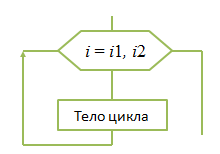 i = i1, i2
Тело цикла